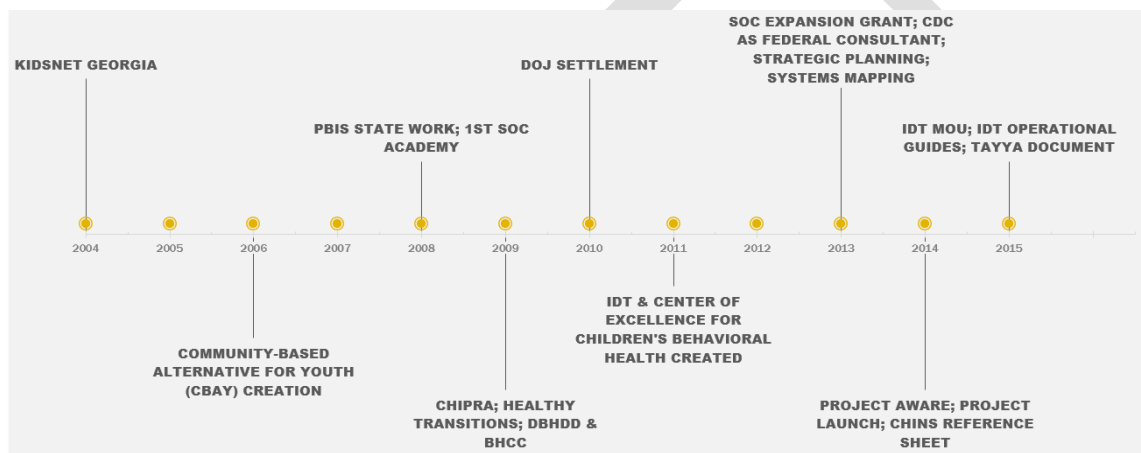 SOC EXPANSION GRANT; CDC
AS FEDERAL CONSULTANT;
STRATEGIC PLANNING;
SYSTEMS MAPPING
KIDSNET GEORGIA
DOJ SETTLEMENT
PBIS STATE WORK; 1ST SOC
ACADEMY
IDT MOU; IDT OPERATIONAL
GUIDES; TAYYA DOCUMENT
2004 2005 2006 2007 2008 2009 2010 2011 2012 2013 2014 2015
IDT & CENTER OF
EXCELLENCE FOR
CHILDREN'S BEHAVIORAL
HEALTH CREATED
COMMUNITY-BASED
ALTERNATIVE FOR YOUTH
(CBAY) CREATION
CHIPRA; HEALTHY
TRANSITIONS; DBHDD &
BHCC
PROJECT AWARE; PROJECT
LAUNCH; CHINS REFERENCE
SHEET